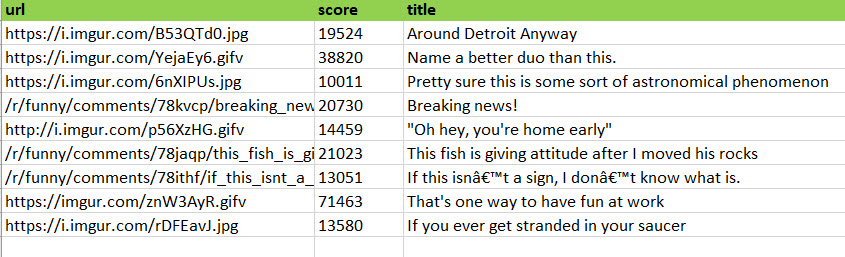 url score title
https://i.imgur.com/B53QTd0.jpg 19524 Around Detroit Anyway
https://i.imgur.com/YejaEy6.gifv 38820 Name a better duo than this.
https://i.imgur.com/6nXIPUs.jpg 10011 Pretty sure this is some sort of astronomical phenomenon
/r/funny/comments/78kvcp/breaking_new 20730 Breaking news!
http://i.imgur.com/p56XzHG.gifv 14459 "Oh hey, you're home early"
/r/funny/comments/78jaqp/this_fish_is_gi 21023 This fish is giving attitude after I moved his rocks
/r/funny/comments/78ithf/if_this_isnt_a_ 13051 If this isnâ€™t a sign, I donâ€™t know what is.
https://imgur.com/znW3AyR.gifv 71463 That's one way to have fun at work
https://i.imgur.com/rDFEavJ.jpg 13580 If you ever get stranded in your saucer